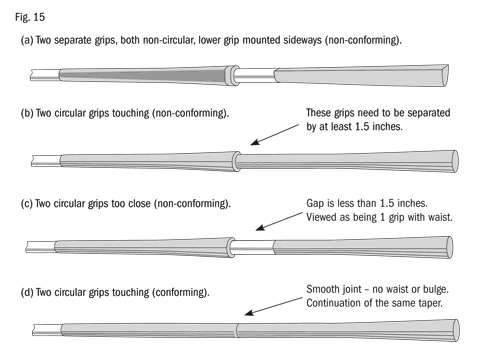 Fig. 15
(a) Two separate grips, both non-circular, lower grip mounted sideways (non-conforming).
(b) Two circular grips touching (non-conforming).
These grips need to be separated
by at least 1.5 inches.
(c) Two circular grips too close (non-conforming).
Gap is less than 1.5 inches.
Viewed as being 1 grip with waist.
(d) Two circular grips touching (conforming).
Smooth joint – no waist or bulge.
Continuation of the same taper.